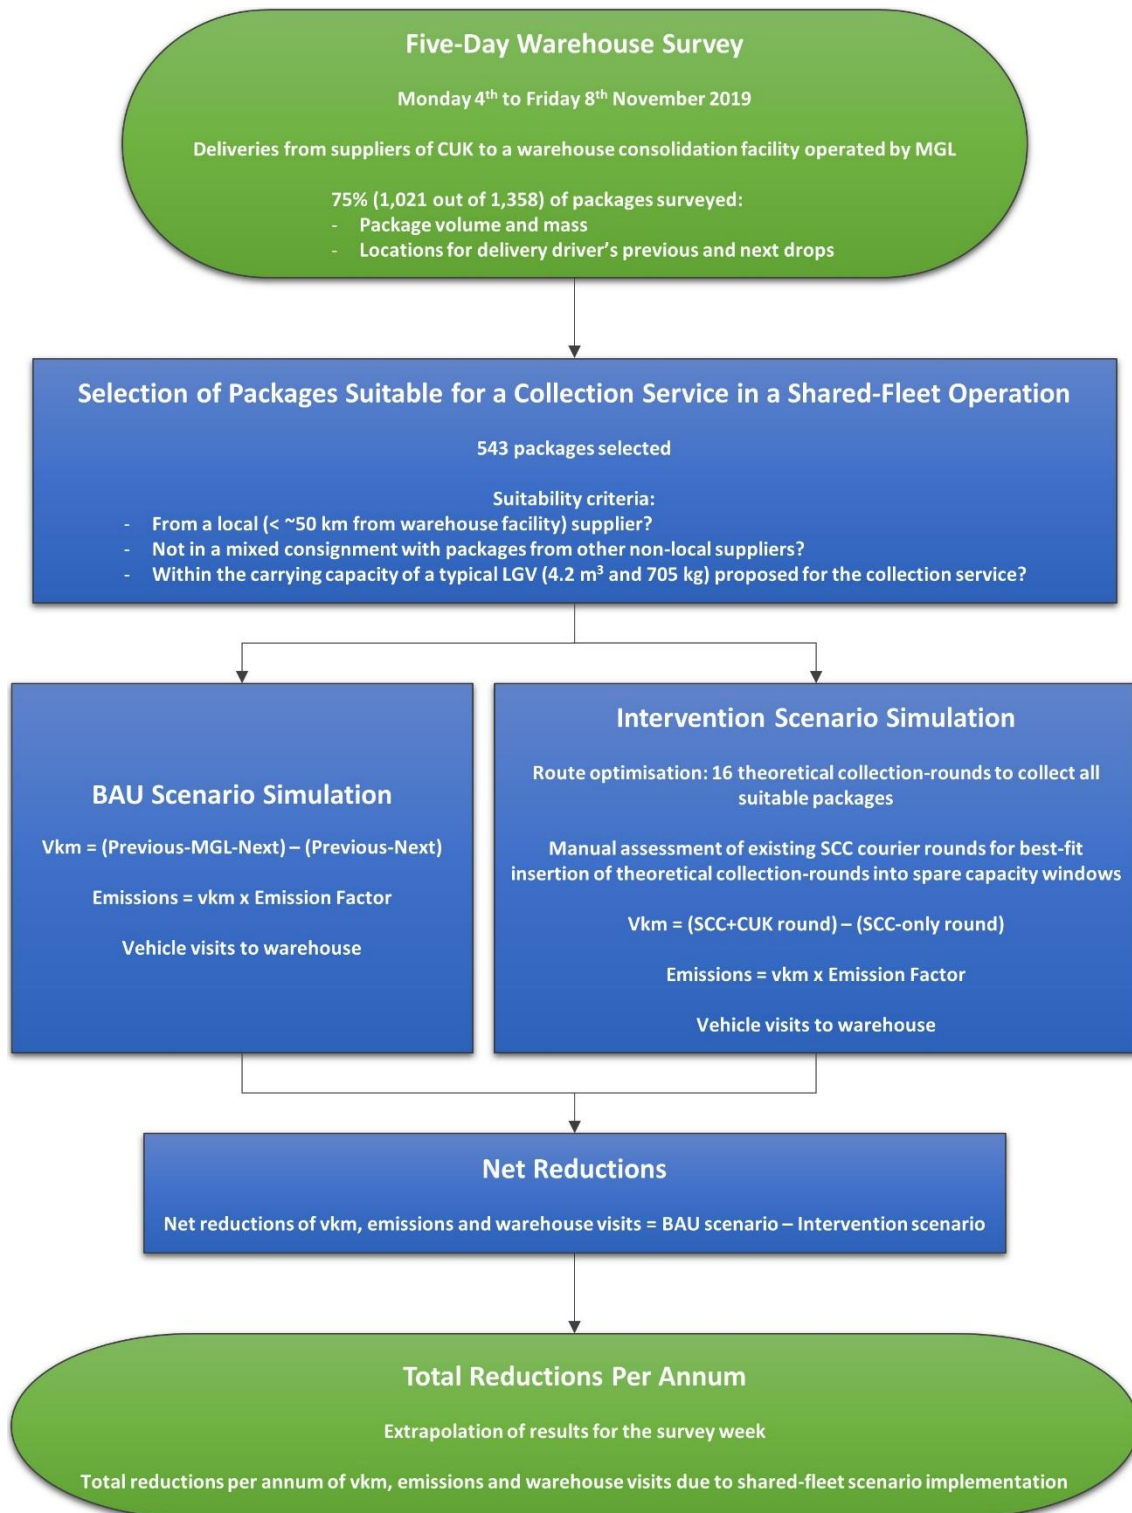 Five-Day Warehouse Survey
Monday 4th to Friday 8th November 2019
Deliveries from suppliers of CUK to a warehouse consolidation facility operated by MGL
75% (1,021 out of 1,358) of packages surveyed:
- Package volume and mass
- Locations for delivery driver's previous and next drops
Selection of Packages Suitable for a Collection Service in a Shared-Fleet Operation
543 packages selected
Suitability criteria:
- From a local (< ~50 km from warehouse facility) supplier?
- Not in a mixed consignment with packages from other non-local suppliers?
- Within the carrying capacity of a typical LGV (4.2 m³ and 705 kg) proposed for the collection service?
BAU Scenario Simulation
Vkm = (Previous-MGL-Next) – (Previous-Next)
Emissions = vkm x Emission Factor
Vehicle visits to warehouse
Intervention Scenario Simulation
Route optimisation: 16 theoretical collection-rounds to collect all
suitable packages
Manual assessment of existing SCC courier rounds for best-fit
insertion of theoretical collection-rounds into spare capacity windows
Vkm = (SCC+CUK round) – (SCC-only round)
Emissions = vkm x Emission Factor
Vehicle visits to warehouse
Net Reductions
Net reductions of vkm, emissions and warehouse visits = BAU scenario – Intervention scenario
Total Reductions Per Annum
Extrapolation of results for the survey week
Total reductions per annum of vkm, emissions and warehouse visits due to shared-fleet scenario implementation